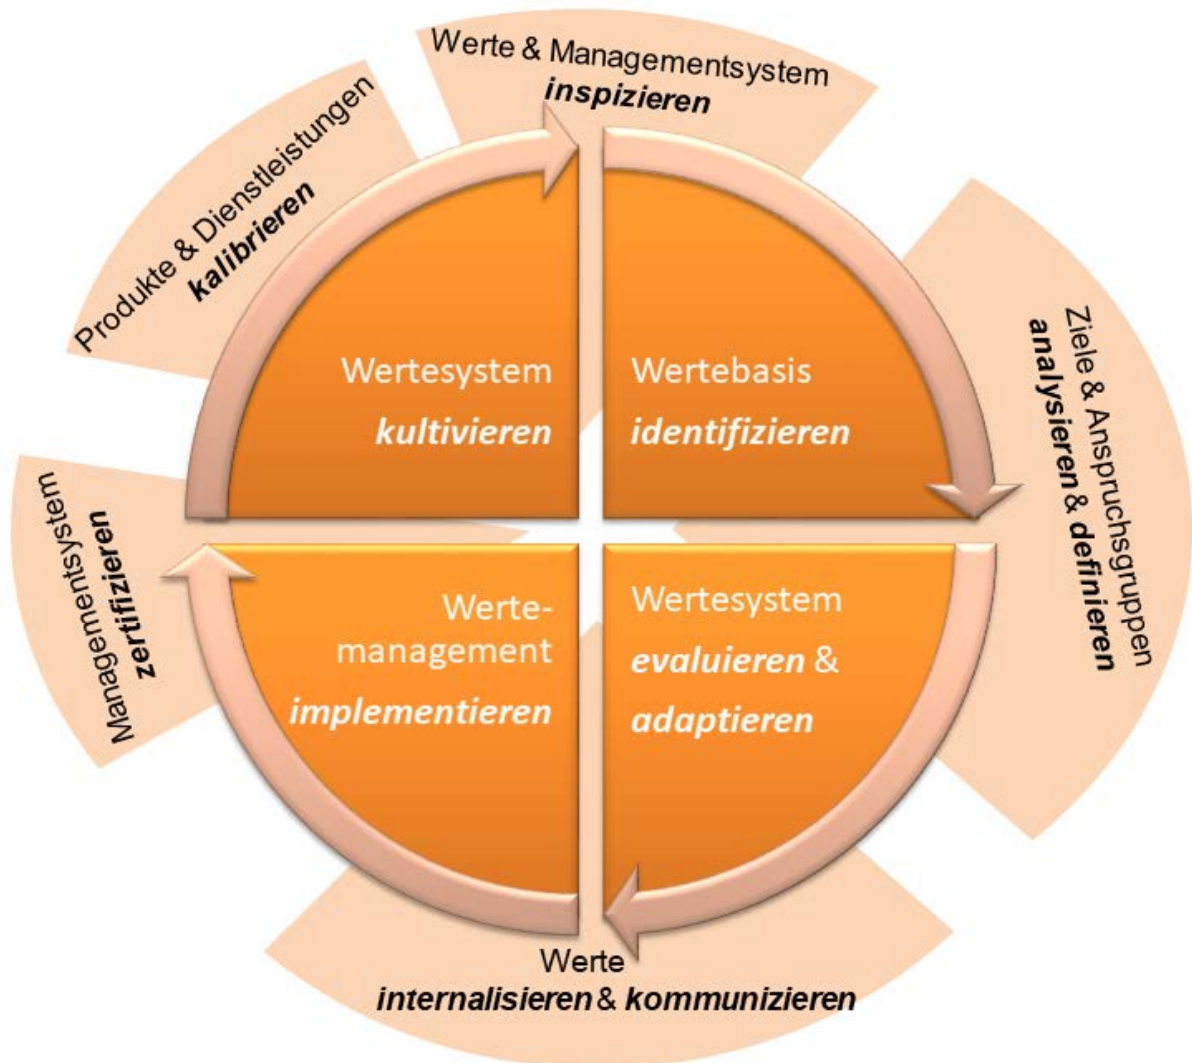 Werte & Managementsystem
inspizieren
Produkte & Dienstleistungen
kalibrieren
Ziele & Anspruchsgruppen
analysieren & definieren
Wertesystem
kultivieren
Wertebasis
identifizieren
Managementsystem
zertifizieren
Werte-
management
implementieren
Wertesystem
evaluieren &
adaptieren
Werte
internalisieren & kommunizieren